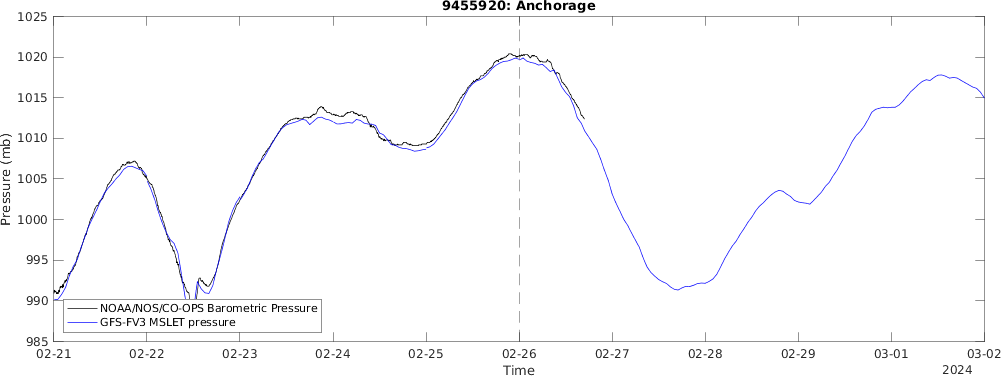 9455920: Anchorage
1025
1020
1015
1010
1005
1000
995
990
985
Pressure (mb)
NOAA/NOS/CO-OPS Barometric Pressure
GFS-FV3 MSLET pressure
02-21 02-22 02-23 02-24 02-25 02-26 02-27 02-28 02-29 03-01 03-02
Time
2024